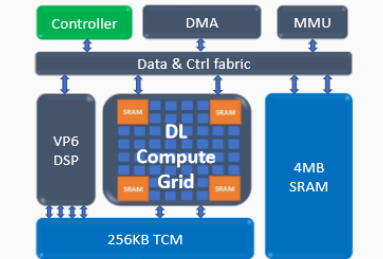 Controller
DMA
MMU
Data & Ctrl fabric
VP6
DSP
SRAM
SRAM
DL
Compute
Grid
SRAM
SRAM
4MB
SRAM
256KB TCM